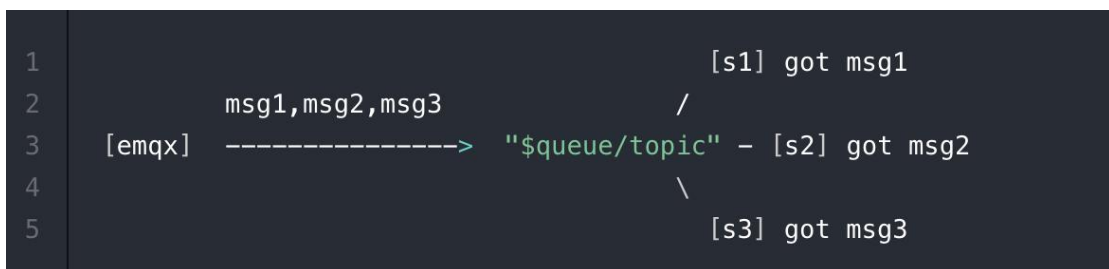 1 [s1] got msg1
2 msg1,msg2,msg3 /
3 [emqx] ---------------> "$queue/topic" - [s2] got msg2
4 \
5 [s3] got msg3